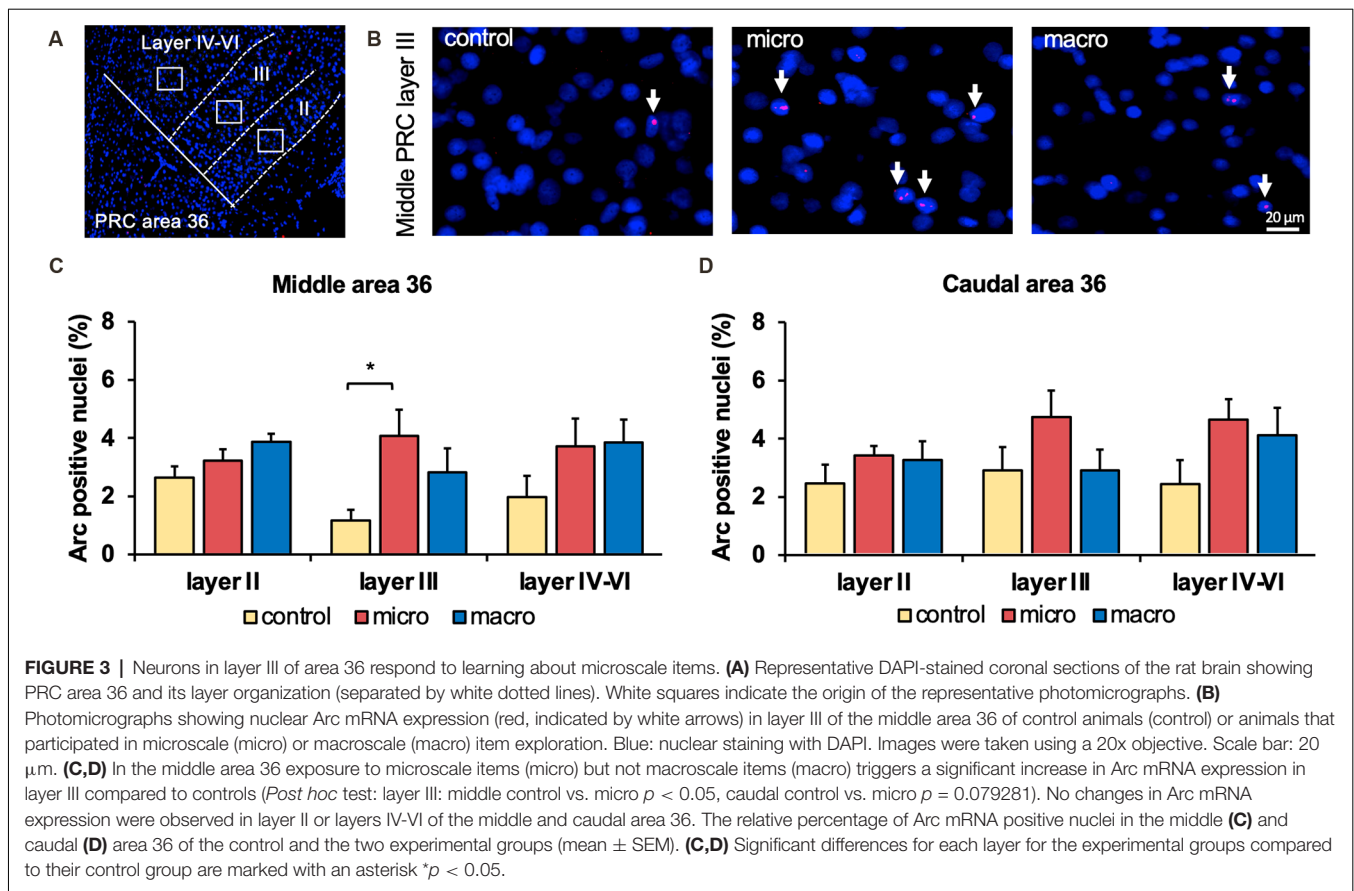 A
Layer IV-VI
III
II
PRC area 36
B
Middle PRC layer III
control
micro
macro
20 μm
C
Middle area 36
Arc positive nuclei (%)
8
6
4
2
0
*
layer II
layer III
layer IV-VI
control
micro
macro
D
Caudal area 36
Arc positive nuclei (%)
8
6
4
2
0
layer II
layer III
layer IV-VI
control
micro
macro
FIGURE 3 | Neurons in layer III of area 36 respond to learning about microscale items. (A) Representative DAPI-stained coronal sections of the rat brain showing
PRC area 36 and its layer organization (separated by white dotted lines). White squares indicate the origin of the representative photomicrographs. (B)
Photomicrographs showing nuclear Arc mRNA expression (red, indicated by white arrows) in layer III of the middle area 36 of control animals (control) or animals that
participated in microscale (micro) or macroscale (macro) item exploration. Blue: nuclear staining with DAPI. Images were taken using a 20x objective. Scale bar: 20
μm. (C,D) In the middle area 36 exposure to microscale items (micro) but not macroscale items (macro) triggers a significant increase in Arc mRNA expression in
layer III compared to controls (Post hoc test: layer III: middle control vs. micro p < 0.05, caudal control vs. micro p = 0.079281). No changes in Arc mRNA
expression were observed in layer II or layers IV-VI of the middle and caudal area 36. The relative percentage of Arc mRNA positive nuclei in the middle (C) and
caudal (D) area 36 of the control and the two experimental groups (mean ± SEM). (C,D) Significant differences for each layer for the experimental groups compared
to their control group are marked with an asterisk *p < 0.05.